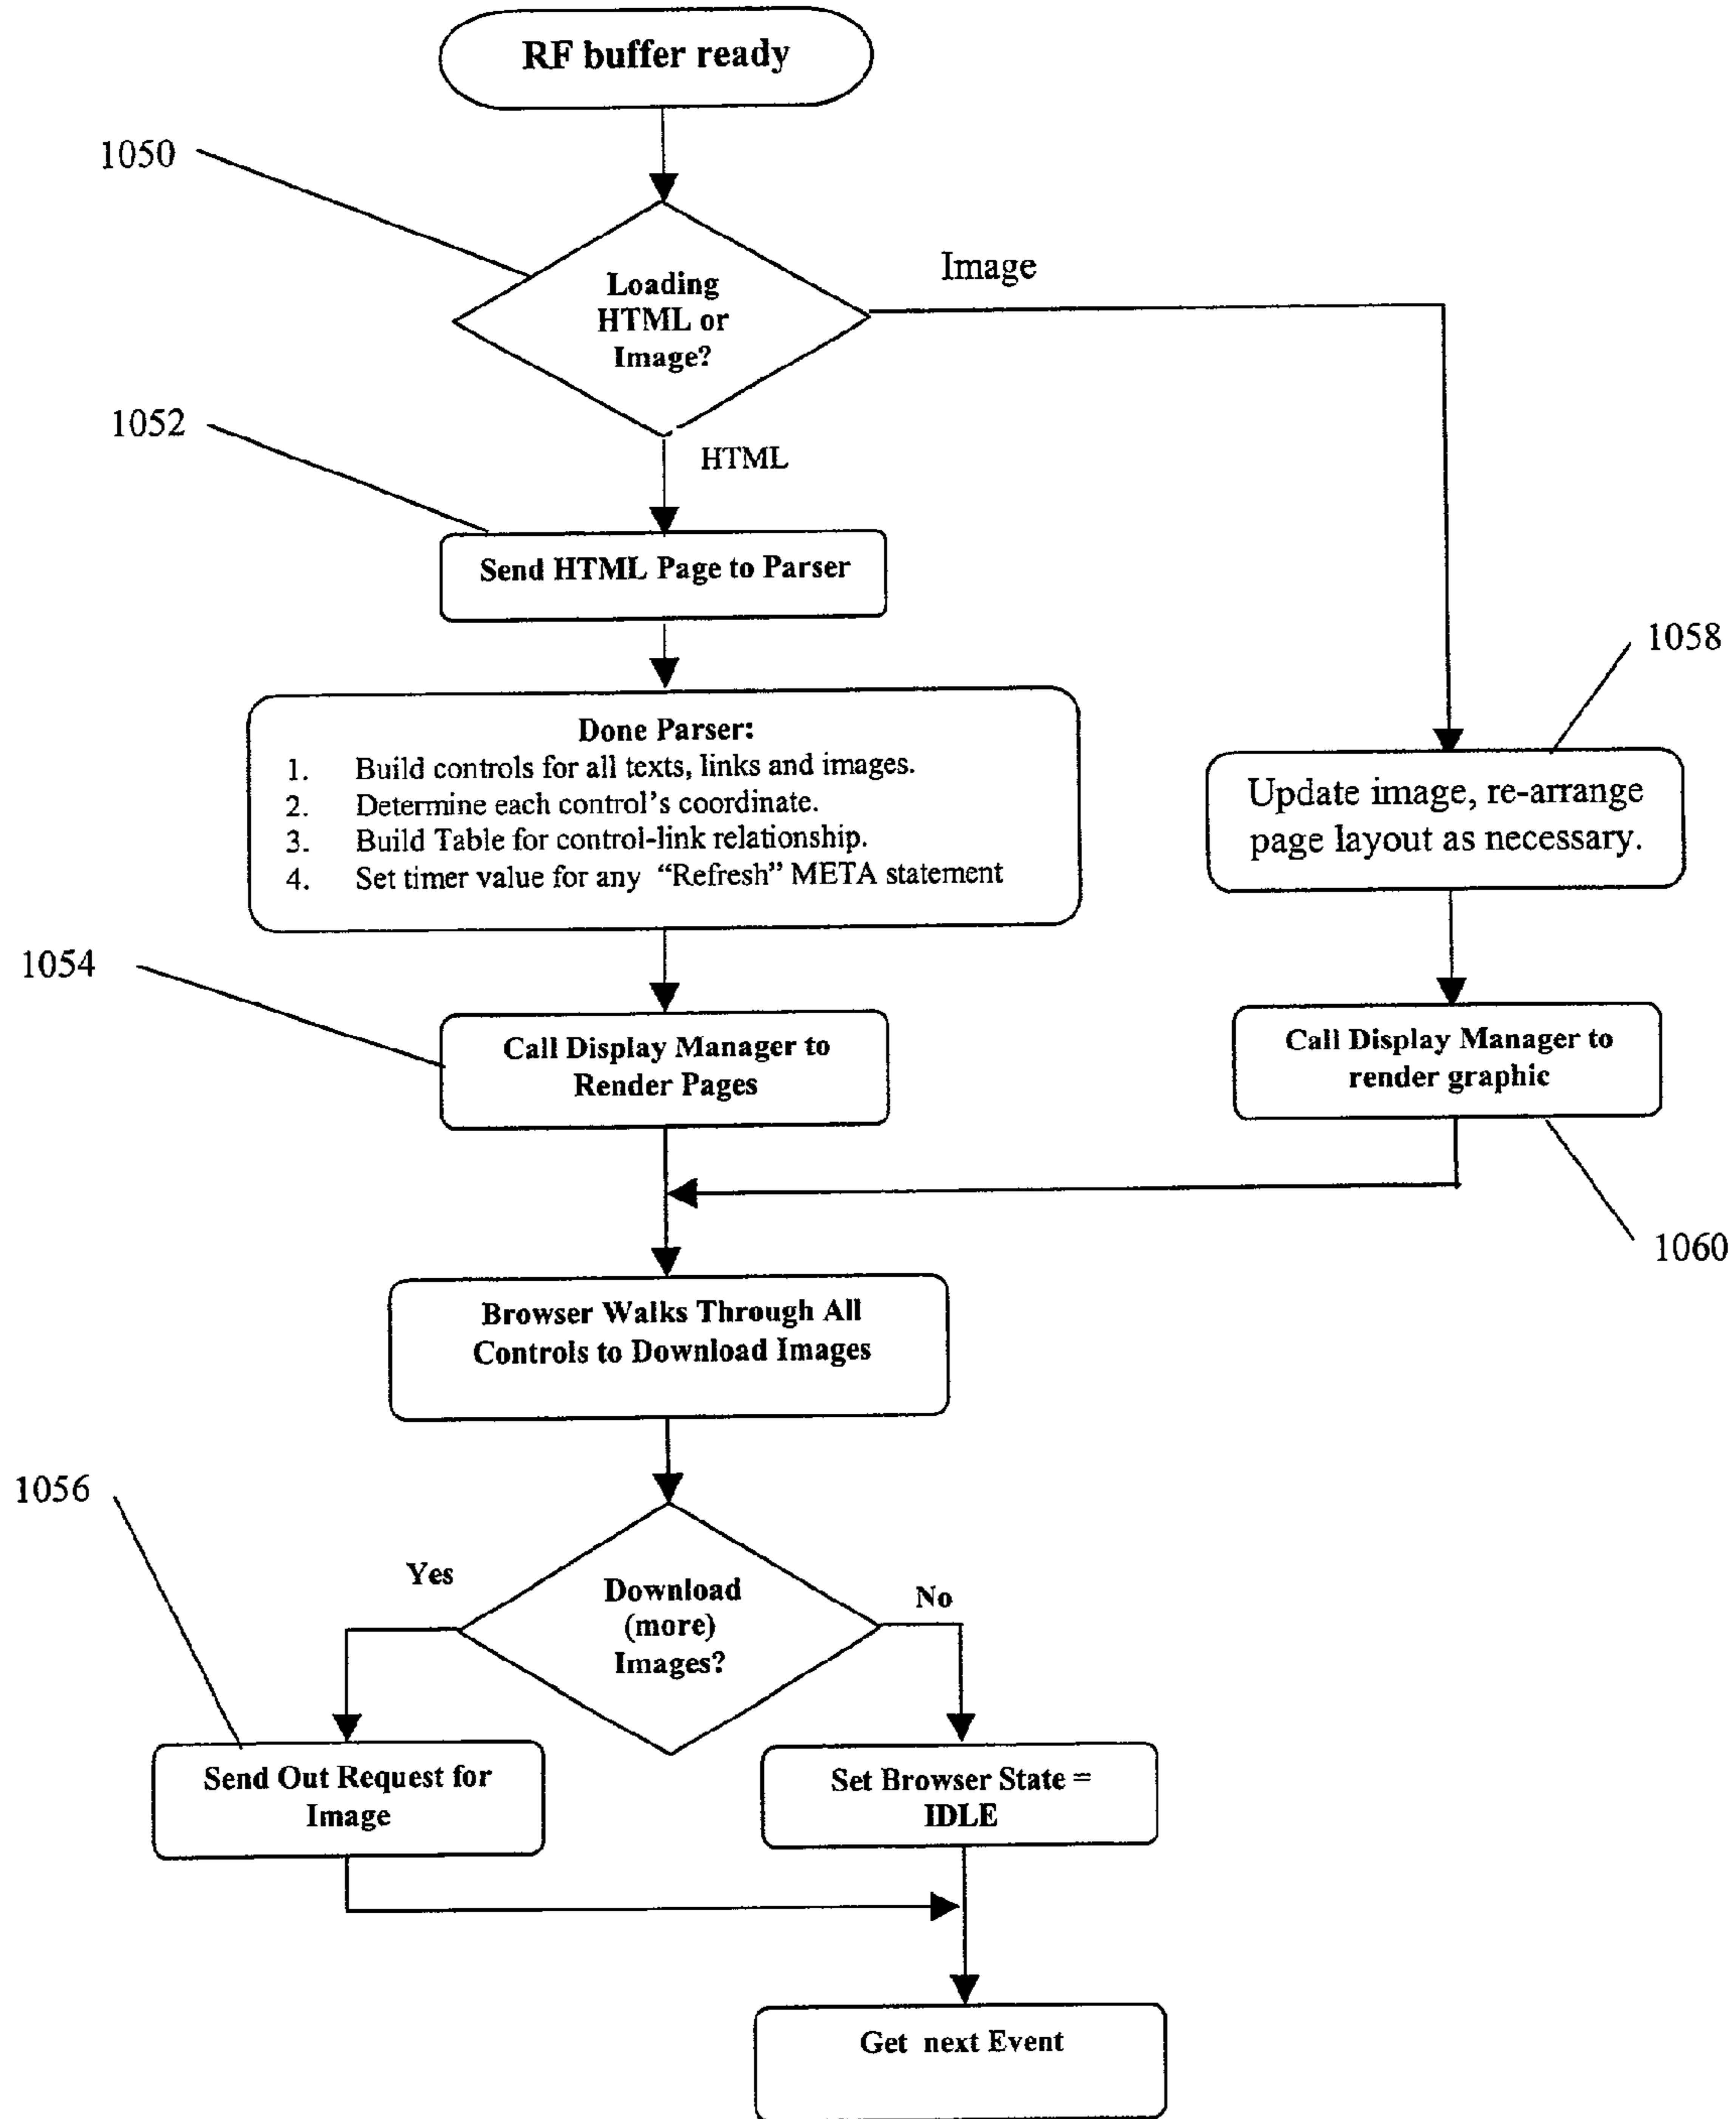 RF buffer ready
1050
Loading
HTML or
Image?
Image
1052
HTML
Send HTML Page to Parser
1058
Done Parser:
1. Build controls for all texts, links and images.
2. Determine each control's coordinate.
3. Build Table for control-link relationship.
4. Set timer value for any “Refresh” META statement
Update image, re-arrange
page layout as necessary.
1054
Call Display Manager to
Render Pages
Call Display Manager to
render graphic
1060
Browser Walks Through All
Controls to Download Images
1056
Yes
Download
(more)
Images?
No
Send Out Request for
Image
Set Browser State =
IDLE
Get next Event